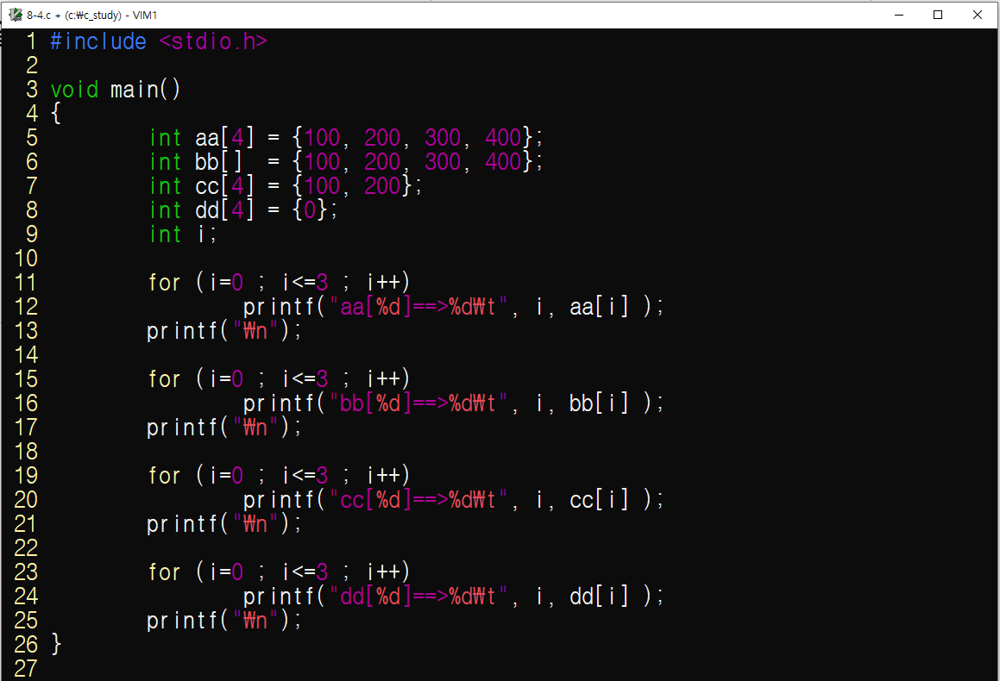 8-4.c + (c:₩c_study) - VIM1
1 #include <stdio.h>
2
3 void main()
4 {
5         int aa[4] = {100, 200, 300, 400};
6         int bb[]  = {100, 200, 300, 400};
7         int cc[4] = {100, 200};
8         int dd[4] = {0};
9         int i;
10
11         for (i=0 ; i<=3 ; i++)
12                 printf("aa[%d]==>%d₩t", i, aa[i] );
13         printf("₩n");
14
15         for (i=0 ; i<=3 ; i++)
16                 printf("bb[%d]==>%d₩t", i, bb[i] );
17         printf("₩n");
18
19         for (i=0 ; i<=3 ; i++)
20                 printf("cc[%d]==>%d₩t", i, cc[i] );
21         printf("₩n");
22
23         for (i=0 ; i<=3 ; i++)
24                 printf("dd[%d]==>%d₩t", i, dd[i] );
25         printf("₩n");
26 }
27